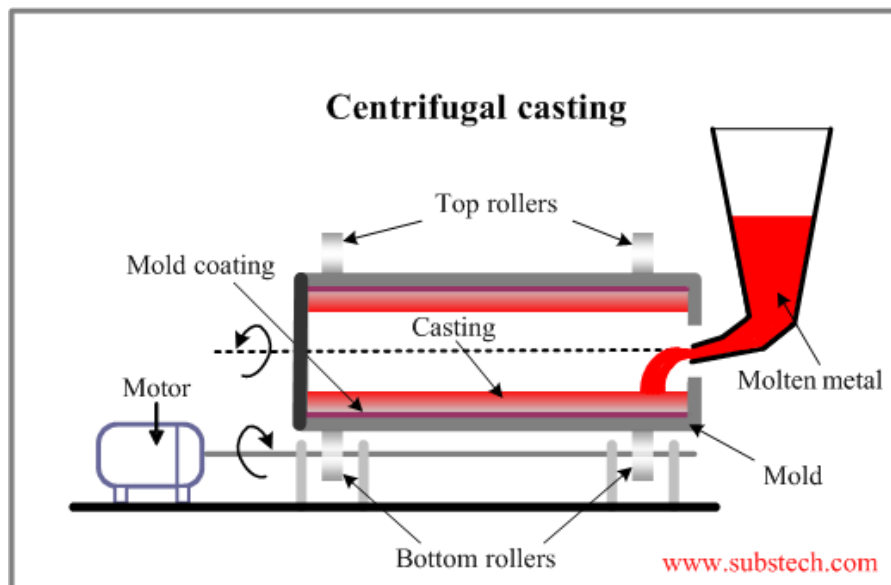 Centrifugal casting
Top rollers
Mold coating
Casting
Molten metal
Motor
Mold
Bottom rollers
www.substech.com